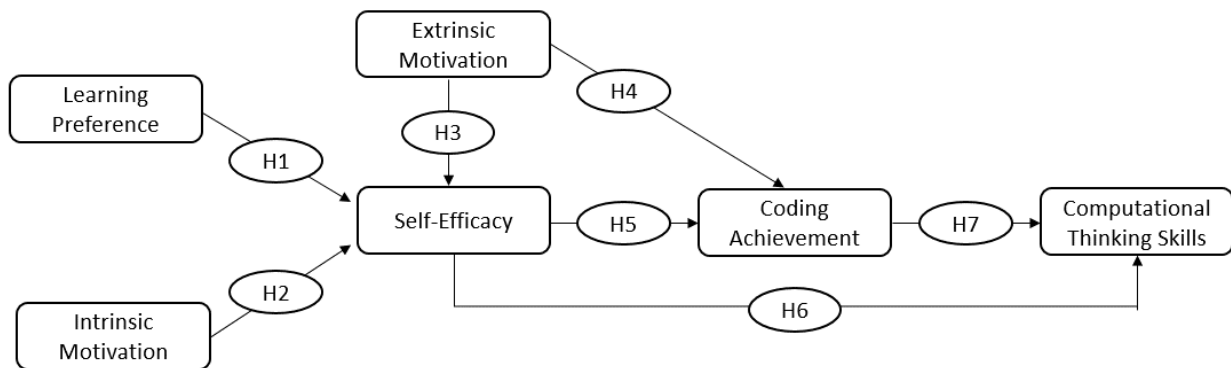 Extrinsic
Motivation
H4
Learning
Preference
H3
H1
Self-Efficacy
H5
Coding
Achievement
H7
Computational
Thinking Skills
H2
H6
Intrinsic
Motivation